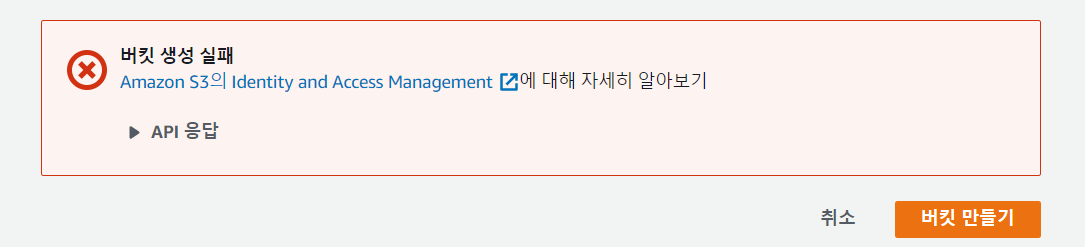 버킷 생성 실패
Amazon S3의 Identity and Access Management 에 대해 자세히 알아보기
API 응답
취소 버킷 만들기